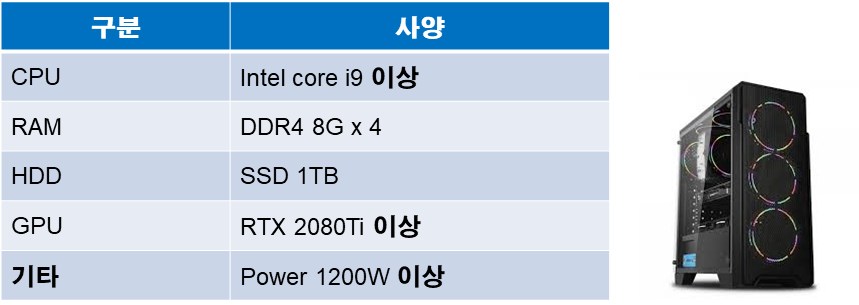 구분 사양
CPU Intel core i9 이상
RAM DDR4 8G x 4
HDD SSD 1TB
GPU RTX 2080Ti 이상
기타 Power 1200W 이상